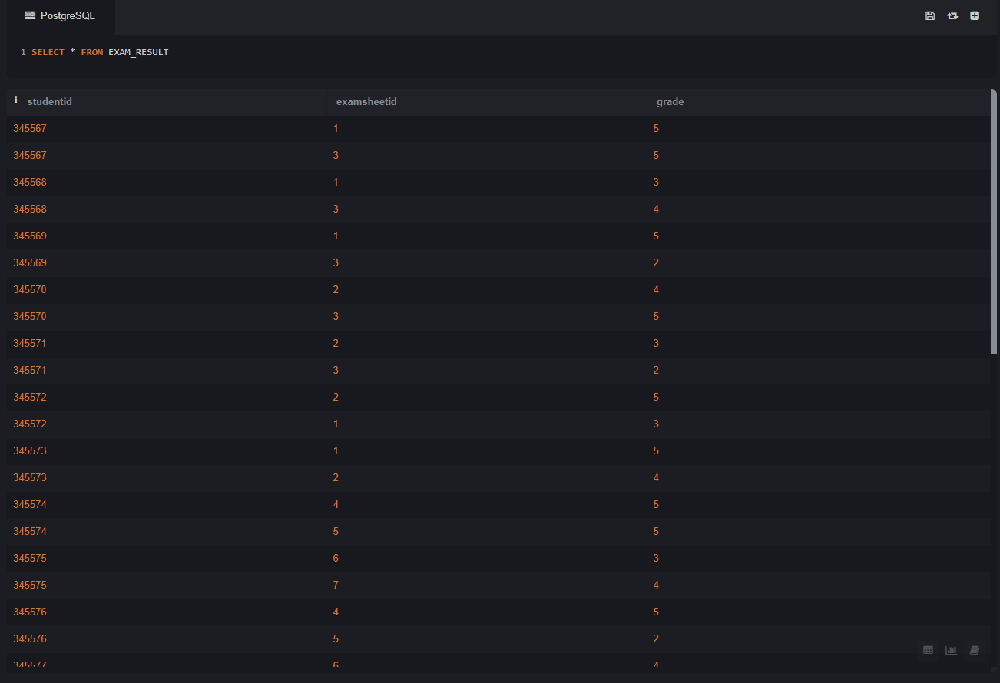 PostgreSQL
1 SELECT * FROM EXAM_RESULT
studentid examsheetid grade
345567 1 5
345567 3 5
345568 1 3
345568 3 4
345569 1 5
345569 3 2
345570 2 4
345570 3 5
345571 2 3
345571 3 2
345572 2 5
345572 1 3
345573 1 5
345573 2 4
345574 4 5
345574 5 5
345575 6 3
345575 7 4
345576 4 5
345576 5 2
345577 6 4